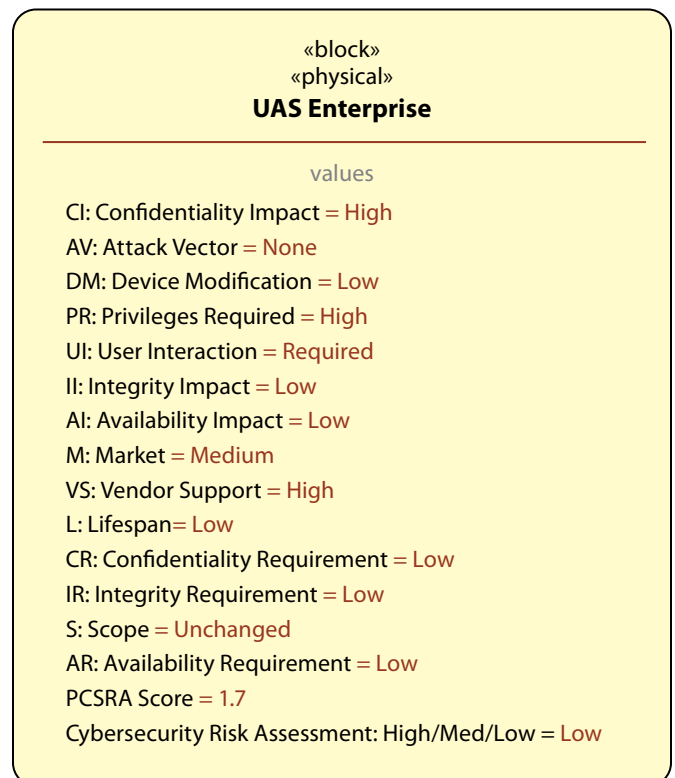 «block»
«physical»
UAS Enterprise
values
CI: Confidentiality Impact = High
AV: Attack Vector = None
DM: Device Modification = Low
PR: Privileges Required = High
UI: User Interaction = Required
II: Integrity Impact = Low
AI: Availability Impact = Low
M: Market = Medium
VS: Vendor Support = High
L: Lifespan= Low
CR: Confidentiality Requirement = Low
IR: Integrity Requirement = Low
S: Scope = Unchanged
AR: Availability Requirement = Low
PCSRA Score = 1.7
Cybersecurity Risk Assessment: High/Med/Low = Low